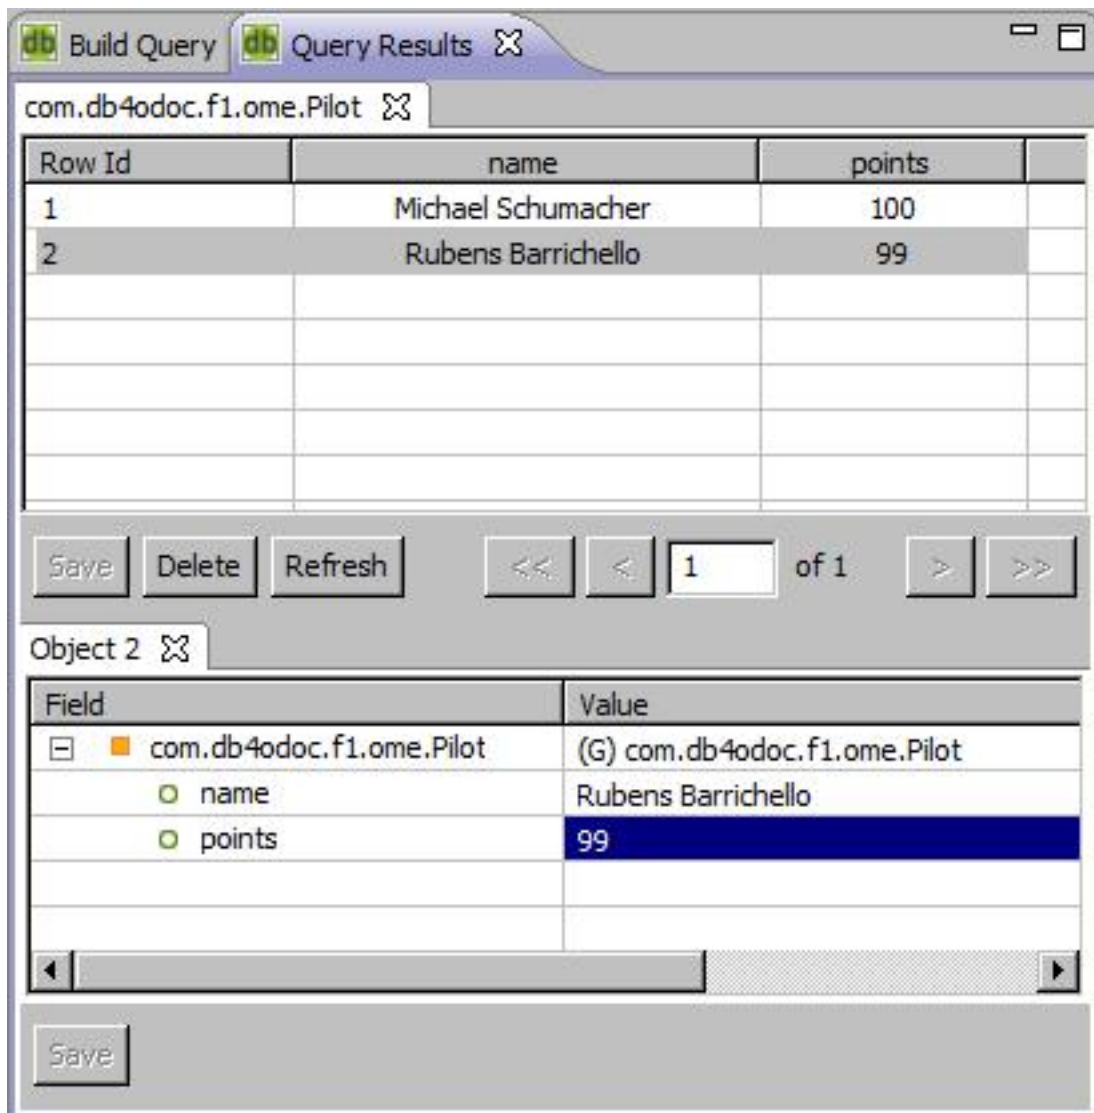 db Build Query db Query Results
com.db4odoc.f1.ome.Pilot
Row Id name points
1 Michael Schumacher 100
2 Rubens Barrichello 99
Save Delete Refresh << < 1 of 1 > >>
Object 2
Field Value
com.db4odoc.f1.ome.Pilot (G) com.db4odoc.f1.ome.Pilot
name Rubens Barrichello
points 99
Save